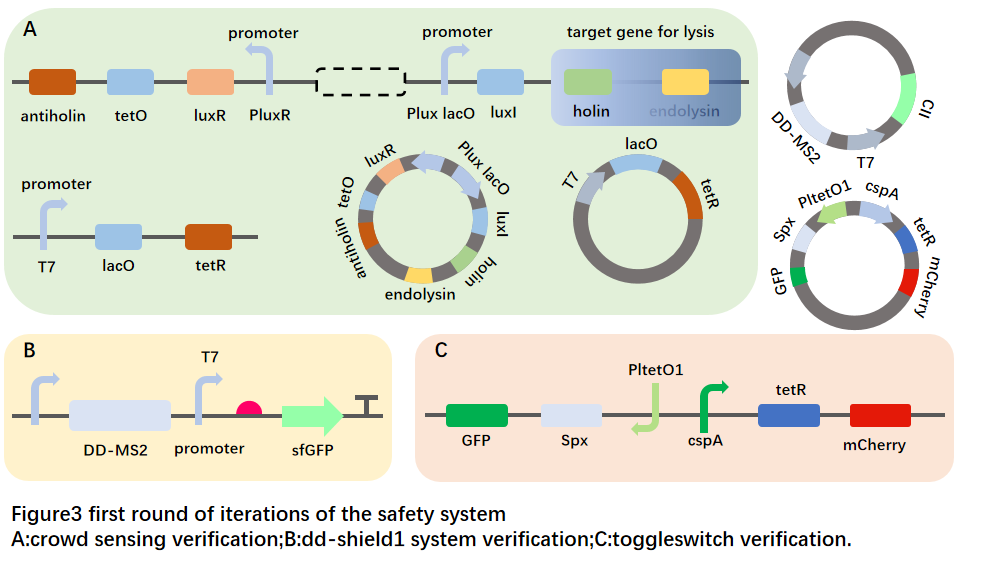 A
promoter
promoter
target gene for lysis
antiholin
tetO
luxR
PluxR
Plux lacO
luxI
holin
endolysin
promoter
T7
lacO
tetR
luxR
Plux lacO
tetO
luxI
antiholin
holin
endolysin
T7
lacO
tetR
CII
DD-MS2
T7
PltetO1
cspA
Spx
tetR
GFP
mCherry
B
T7
DD-MS2
promoter
sfGFP
C
PltetO1
tetR
GFP
Spx
cspA
mCherry
Figure3 first round of iterations of the safety system
A:crowd sensing verification;B:dd-shield1 system verification;C:toggleswitch verification.